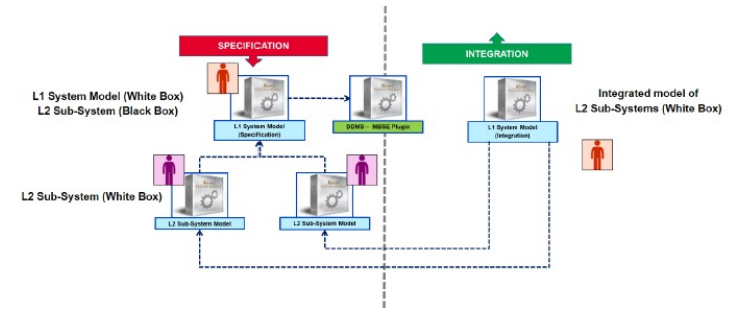 SPECIFICATION
INTEGRATION
L1 System Model (White Box)
L2 Sub-System (Black Box)
Integrated model of
L2 Sub-Systems (White Box)
L1 System Model
(Specification)
DDMS – MBSE Plugin
L1 System Model
(Integration)
L2 Sub-System (White Box)
L2 Sub-System Model
L2 Sub-System Model